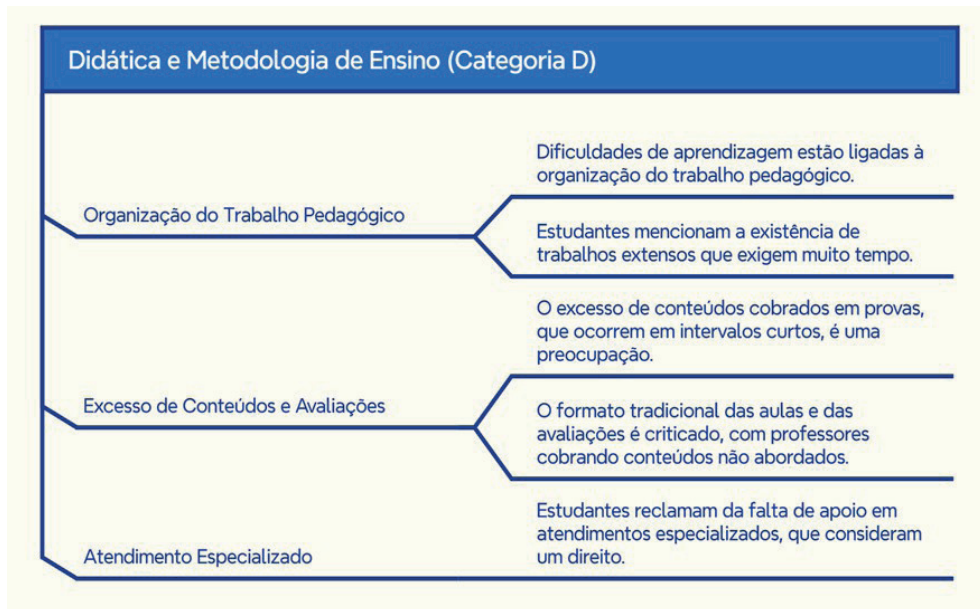 Didática e Metodologia de Ensino (Categoria D)
Organização do Trabalho Pedagógico
Dificuldades de aprendizagem estão ligadas à
organização do trabalho pedagógico.
Estudantes mencionam a existência de
trabalhos extensos que exigem muito tempo.
Excesso de Conteúdos e Avaliações
O excesso de conteúdos cobrados em provas,
que ocorrem em intervalos curtos, é uma
preocupação.
O formato tradicional das aulas e das
avaliações é criticado, com professores
cobrando conteúdos não abordados.
Atendimento Especializado
Estudantes reclamam da falta de apoio em
atendimentos especializados, que consideram
um direito.